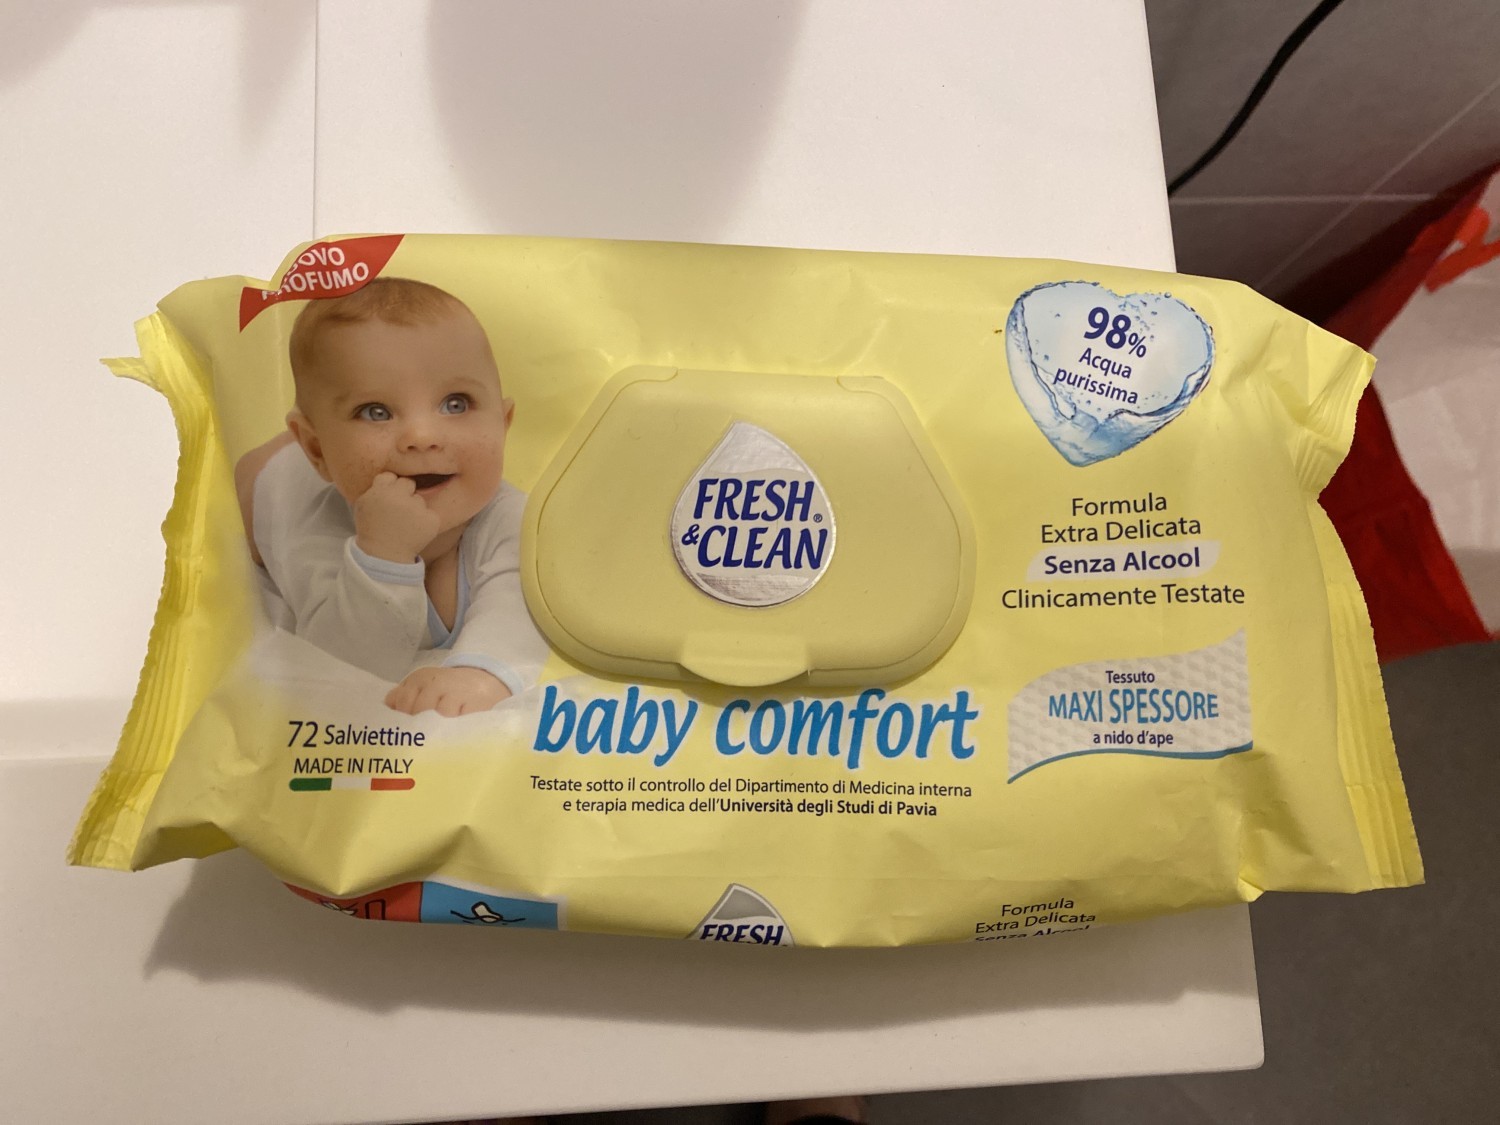 PROFUMO
98%
Acqua
purissima
FRESH®
&CLEAN
Formula
Extra Delicata
Senza Alcool
Clinicamente Testate
Tessuto
MAXI SPESSORE
a nido d'ape
baby comfort
72 Salviettine
MADE IN ITALY
Testate sotto il controllo del Dipartimento di Medicina interna
e terapia medica dell'Università degli Studi di Pavia
FRESH
Formula
Extra Delicata
Senza Alcool